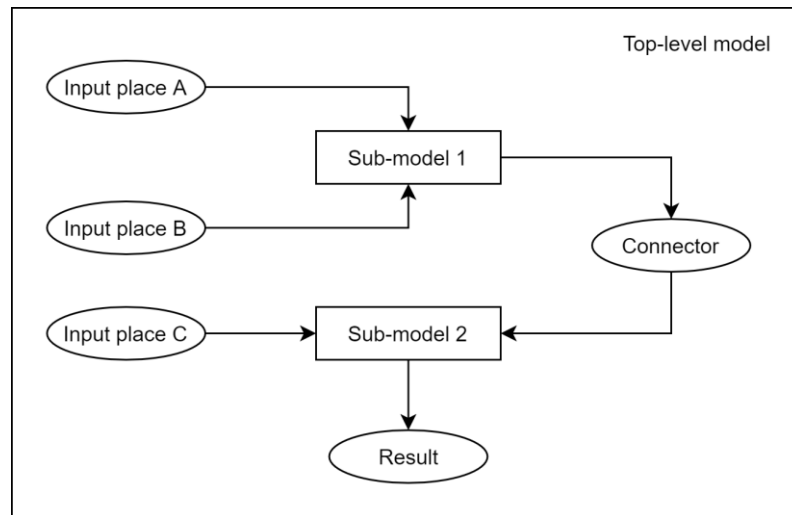 Top-level model
Input place A
Sub-model 1
Input place B
Connector
Input place C
Sub-model 2
Result